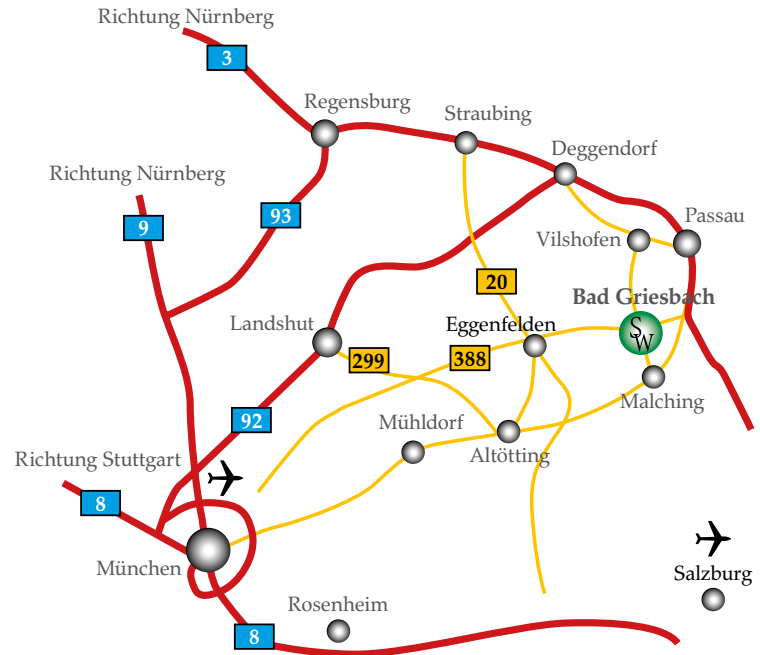 Richtung Nürnberg
3
Regensburg
Straubing
Deggendorf
Richtung Nürnberg
9
93
Passau
Vilshofen
20
Bad Griesbach
Landshut
Eggenfelden
SW
299
388
Malching
92
Mühldorf
Altötting
Richtung Stuttgart
8
München
Salzburg
Rosenheim
8